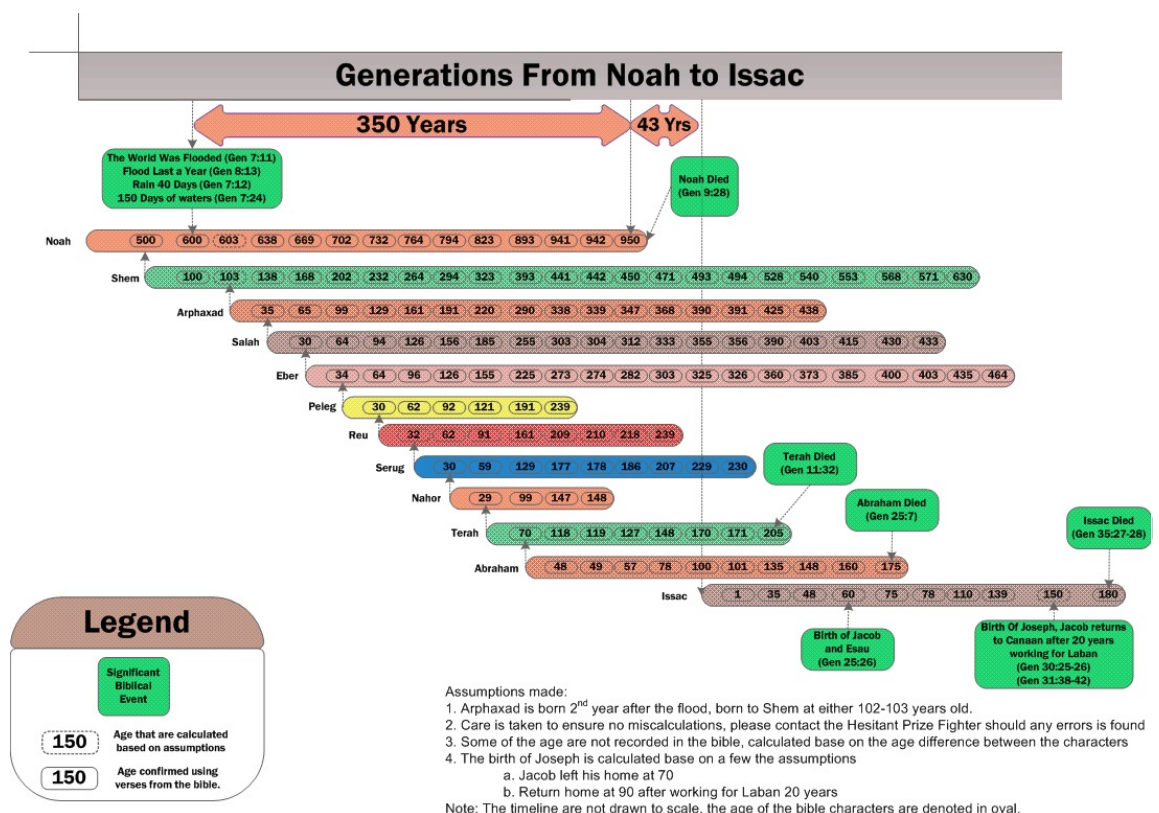 Generations From Noah to Issac
350 Years
43 Yrs
The World Was Flooded (Gen 7:11)
Flood Last a Year (Gen 8:13)
Rain 40 Days (Gen 7:12)
150 Days of waters (Gen 7:24)
Noah Died
(Gen 9:28)
Noah 500 600 603 638 669 702 732 764 794 823 893 941 942 950
Shem 100 103 138 168 202 232 264 294 323 393 441 442 450 471 493 494 528 540 553 568 571 630
Arphaxad 35 65 99 129 161 191 220 290 338 339 347 368 390 391 425 438
Salah 30 64 94 126 156 185 255 303 304 312 333 355 356 390 403 415 430 433
Eber 34 64 96 126 155 225 273 274 282 303 325 326 360 373 385 400 403 435 464
Peleg 30 62 92 121 191 239
Reu 32 62 91 161 209 210 218 239
Serug 30 59 129 177 178 186 207 229 230
Terah Died
(Gen 11:32)
Nahor 29 99 147 148
Abraham Died
(Gen 25:7)
Terah 70 118 119 127 148 170 171 205
Issac Died
(Gen 35:27-28)
Abraham 48 49 57 78 100 101 135 148 160 175
Issac 1 35 48 60 75 78 110 139 150 180
Birth of Jacob
and Esau
(Gen 25:26)
Birth Of Joseph, Jacob returns
to Canaan after 20 years
working for Laban
(Gen 30:25-26)
(Gen 31:38-42)
Legend
Significant
Biblical
Event
150 Age that are calculated
based on assumptions
150 Age confirmed using
verses from the bible.
Assumptions made:
1. Arphaxad is born 2nd year after the flood, born to Shem at either 102-103 years old.
2. Care is taken to ensure no miscalculations, please contact the Hesitant Prize Fighter should any errors is found
3. Some of the age are not recorded in the bible, calculated base on the age difference between the characters
4. The birth of Joseph is calculated base on a few the assumptions
a. Jacob left his home at 70
b. Return home at 90 after working for Laban 20 years
Note: The timeline are not drawn to scale, the age of the bible characters are denoted in oval.